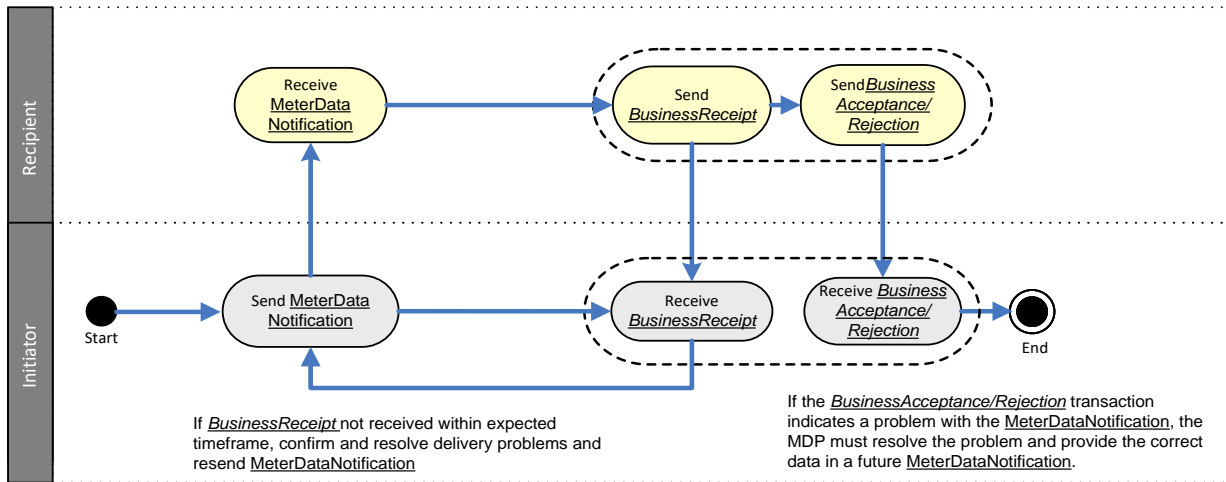 Recipient
Receive
MeterData
Notification
Send
BusinessReceipt
SendBusiness
Acceptance/
Rejection
Initiator
Start
Send MeterData
Notification
Receive
BusinessReceipt
Receive Business
Acceptance/
Rejection
End
If BusinessReceipt not received within expected
timeframe, confirm and resolve delivery problems and
resend MeterDataNotification
If the BusinessAcceptance/Rejection transaction
indicates a problem with the MeterDataNotification, the
MDP must resolve the problem and provide the correct
data in a future MeterDataNotification.